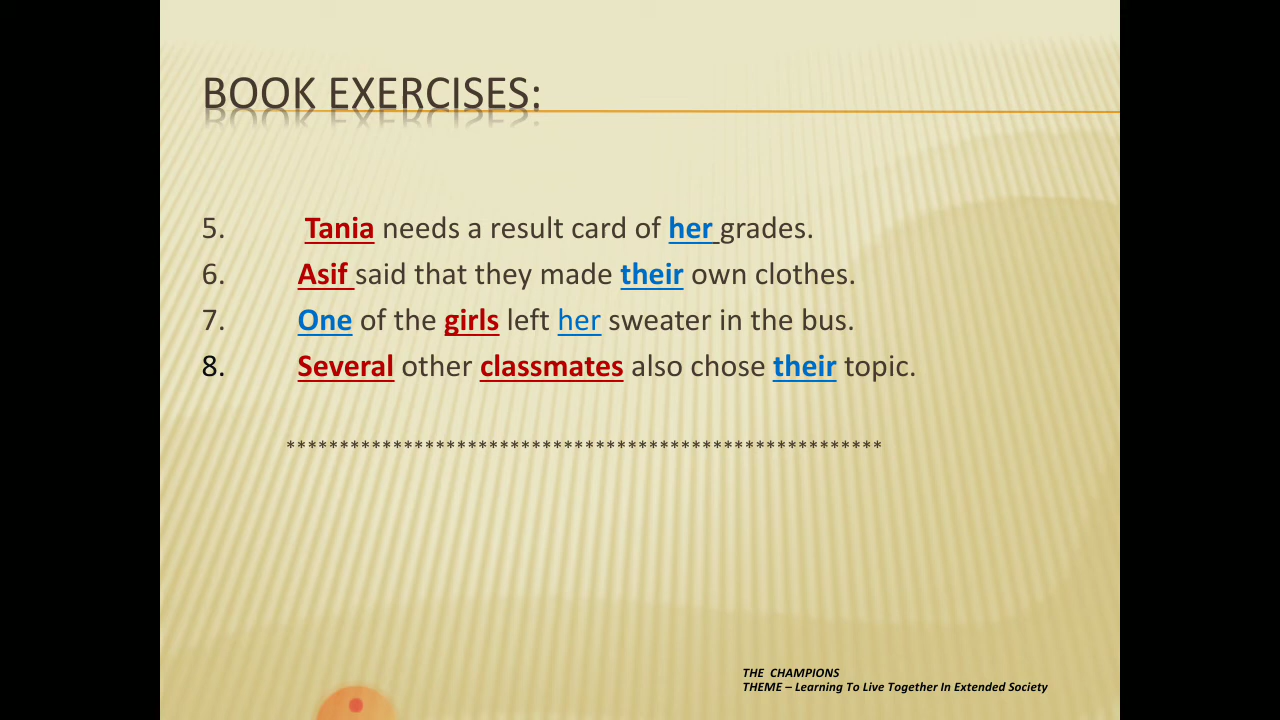 BOOK EXERCISES:
5. Tania needs a result card of her grades.
6. Asif said that they made their own clothes.
7. One of the girls left her sweater in the bus.
8. Several other classmates also chose their topic.
********************************************************
THE CHAMPIONS
THEME – Learning To Live Together In Extended Society